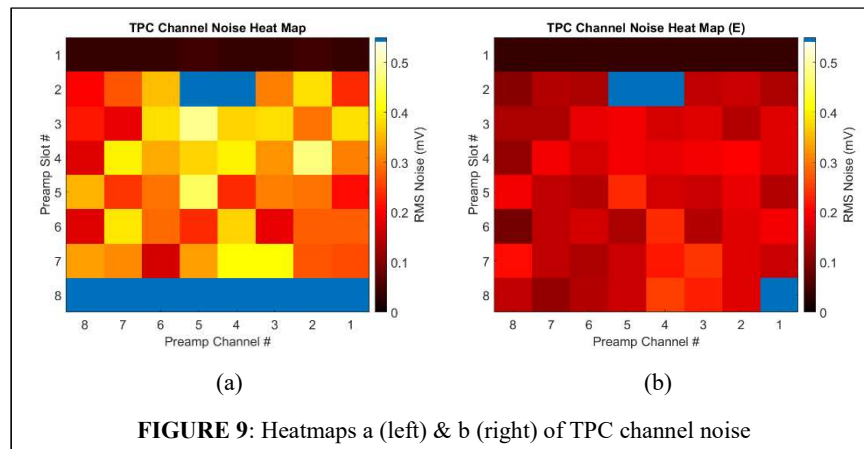 TPC Channel Noise Heat Map
1
2
3
4
5
6
7
8
Preamp Slot #
8 7 6 5 4 3 2 1
Preamp Channel #
0.5
0.4
0.3
0.2
0.1
0
RMS Noise (mV)
(a)
TPC Channel Noise Heat Map (E)
1
2
3
4
5
6
7
8
Preamp Slot #
8 7 6 5 4 3 2 1
Preamp Channel #
0.5
0.4
0.3
0.2
0.1
0
RMS Noise (mV)
(b)
FIGURE 9: Heatmaps a (left) & b (right) of TPC channel noise